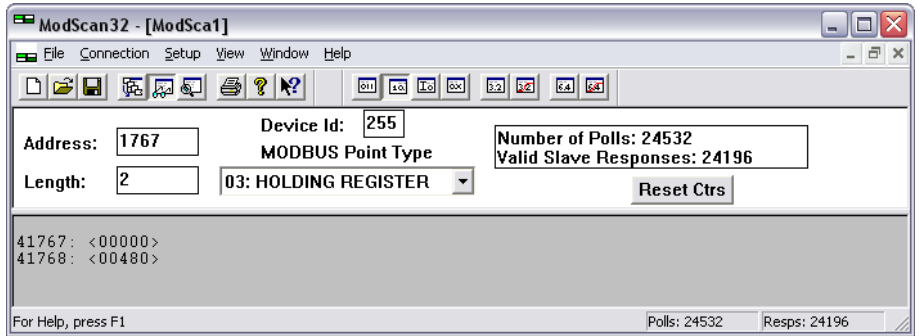 ModScan32 - [ModSca1]
File Connection Setup View Window Help
Address: 1767
Device Id: 255
MODBUS Point Type
Length: 2
03: HOLDING REGISTER
Number of Polls: 24532
Valid Slave Responses: 24196
Reset Ctrs
41767: <00000>
41768: <00480>
For Help, press F1
Polls: 24532
Resps: 24196